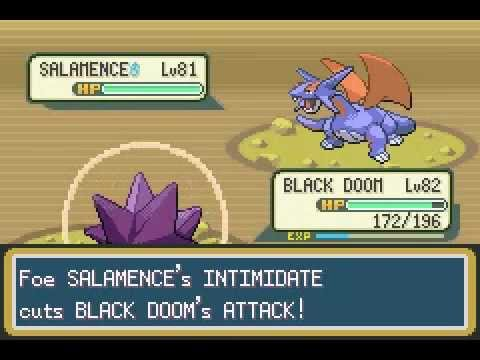 SALAMENCE♂ Lv81
HP
BLACK DOOM Lv82
HP
172/196
EXP
Foe SALAMENCE's INTIMIDATE
cuts BLACK DOOM's ATTACK!